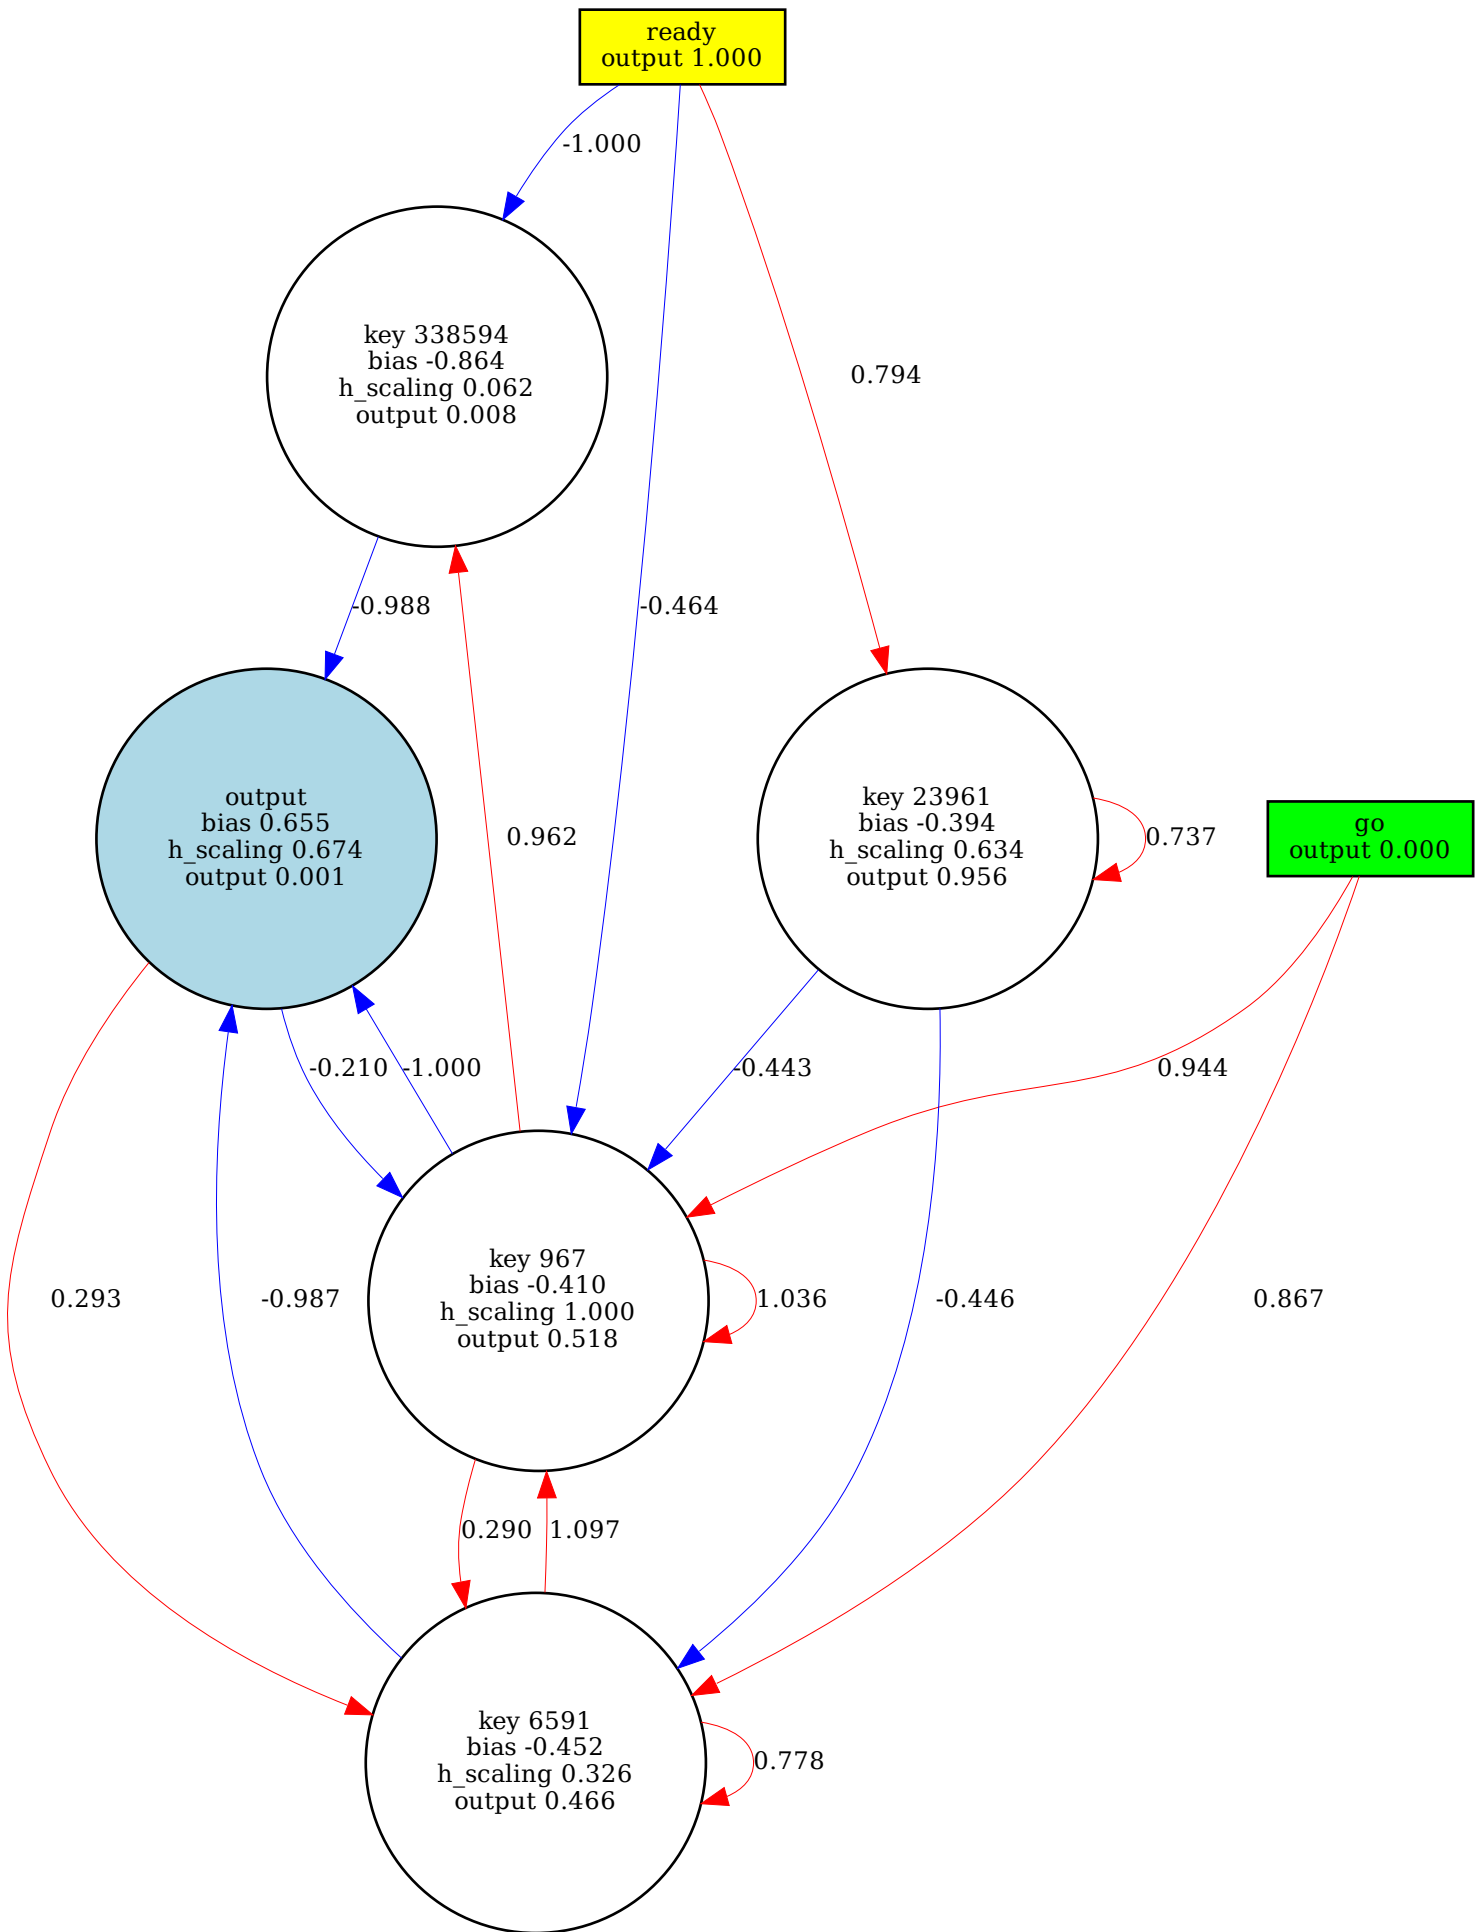 ready
output 1.000
-1.000
key 338594
bias -0.864
h_scaling 0.062
output 0.008
0.794
-0.988
-0.464
output
bias 0.655
h_scaling 0.674
output 0.001
0.962
key 23961
bias -0.394
h_scaling 0.634
output 0.956
0.737
go
output 0.000
-0.210
-1.000
-0.443
0.944
0.293
-0.987
key 967
bias -0.410
h_scaling 1.000
output 0.518
1.036
-0.446
0.867
0.290
1.097
key 6591
bias -0.452
h_scaling 0.326
output 0.466
0.778